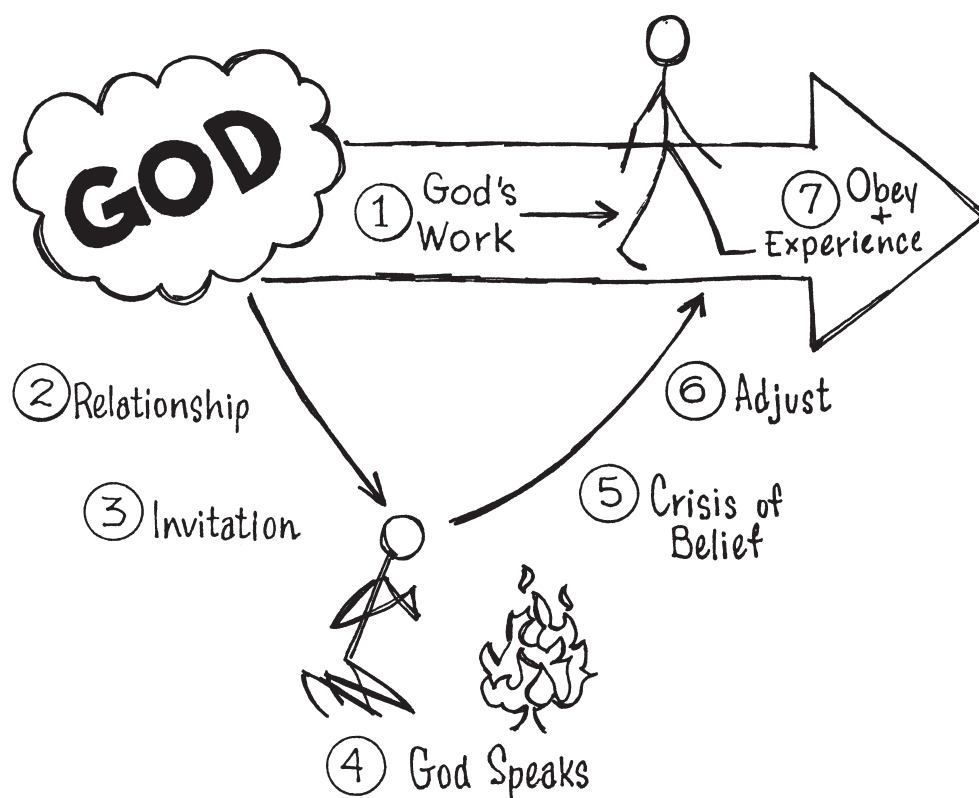 GOD
1 God's
Work
7 Obey
+
Experience
2 Relationship
3 Invitation
4 God Speaks
5 Crisis of
Belief
6 Adjust